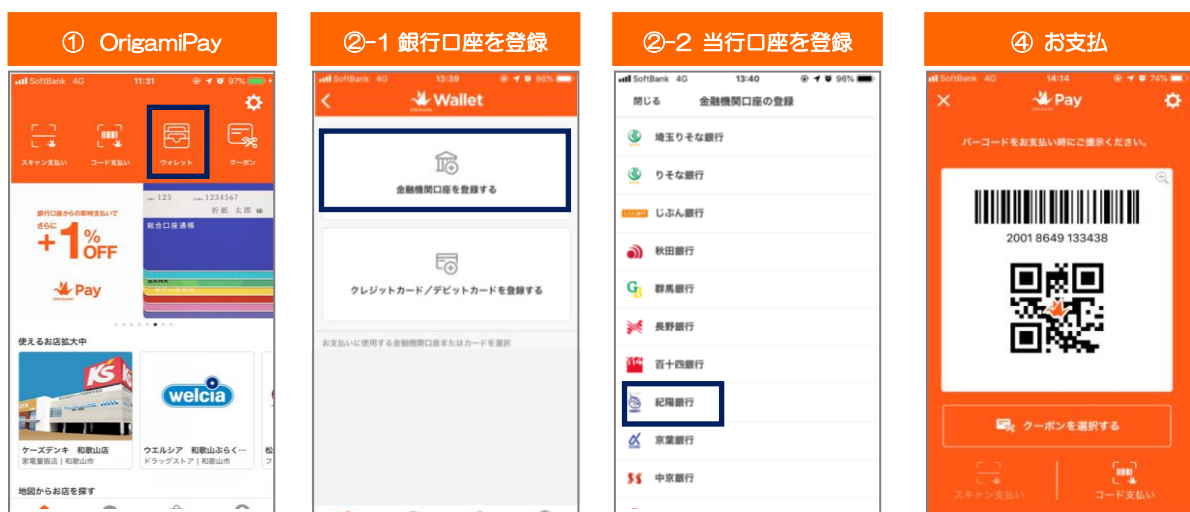 ① OrigamiPay
SoftBank 4G 11:31 97%
スキャン支払い コード支払い ウォレット クーポン
銀行口座からの即時支払いで
さらに
+1% OFF
Pay
123 1234567
折紙 太郎 様
総合口座通帳
BANK
使えるお店拡大中
K'S
welcia
ケーズデンキ 和歌山店
家電量販店 | 和歌山市
ウエルシア 和歌山ぶらく…
ドラッグストア | 和歌山市
地図からお店を探す
②-1 銀行口座を登録
SoftBank 4G 13:39 96%
Wallet
金融機関口座を登録する
クレジットカード/デビットカードを登録する
お支払いに使用する金融機関口座またはカードを選択
②-2 当行口座を登録
SoftBank 4G 13:40 96%
閉じる 金融機関口座の登録
埼玉りそな銀行
りそな銀行
じぶん銀行
秋田銀行
群馬銀行
長野銀行
百十四銀行
紀陽銀行
京葉銀行
中京銀行
④ お支払
SoftBank 4G 14:14 74%
Pay
バーコードをお支払い時にご提示ください。
2001 8649 133438
クーポンを選択する
スキャン支払い コード支払い